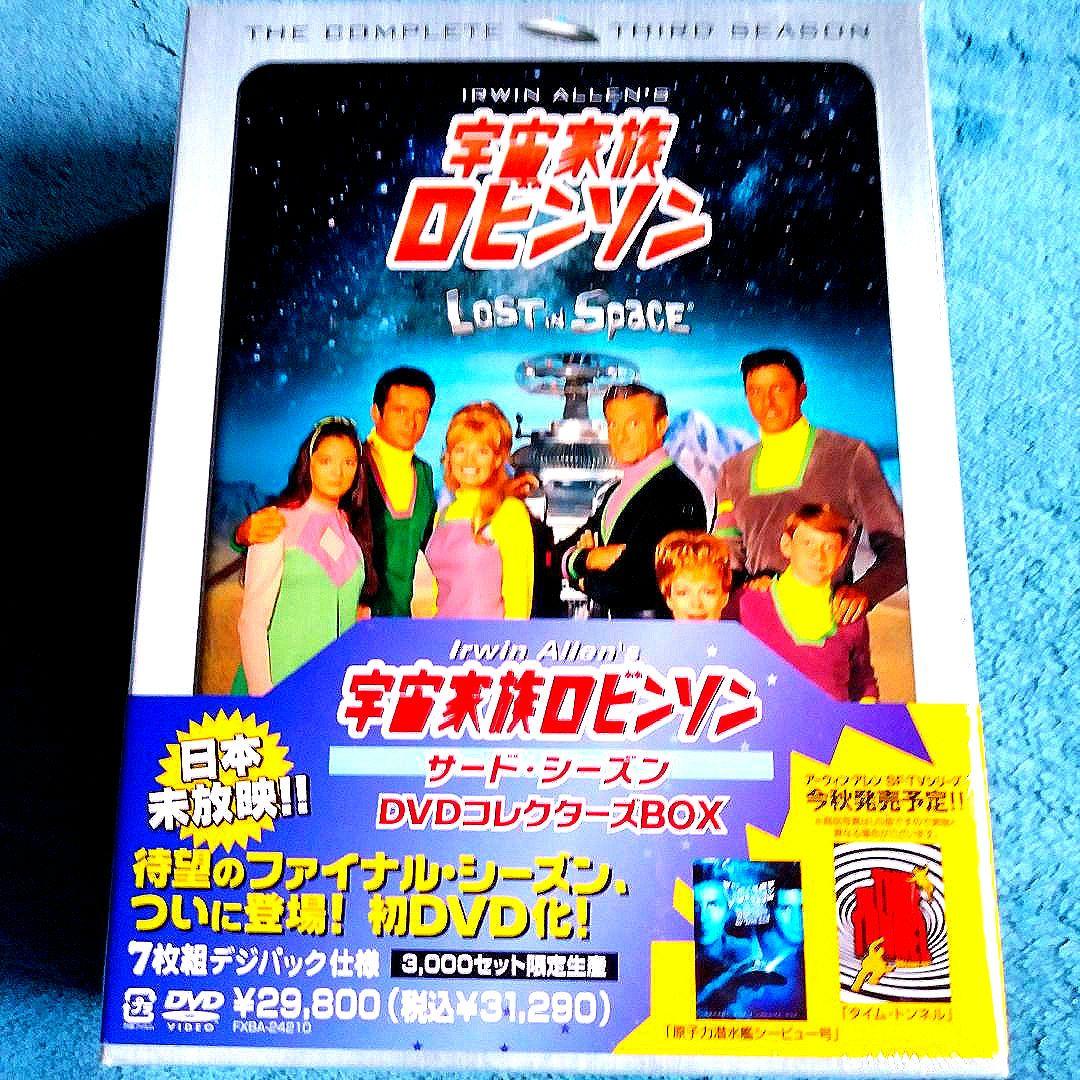 THE COMPLETE THIRD SEASON
IRWIN ALLEN'S
宇宙家族
ロビンソン
LOST IN SPACE
Irwin Allen's
宇宙家族ロビンソン
サード・シーズン
DVDコレクターズBOX
日本
未放映!!
アーウィン・アレン SFTVシリーズ
今秋発売予定!!
待望のファイナル・シーズン、
ついに登場! 初DVD化!
7枚組デジパック仕様 3,000セット限定生産
DVD VIDEO ¥29,800(税込¥31,290)
FXBA-24210
「原子力潜水艦シービュー号」
「タイム・トンネル」